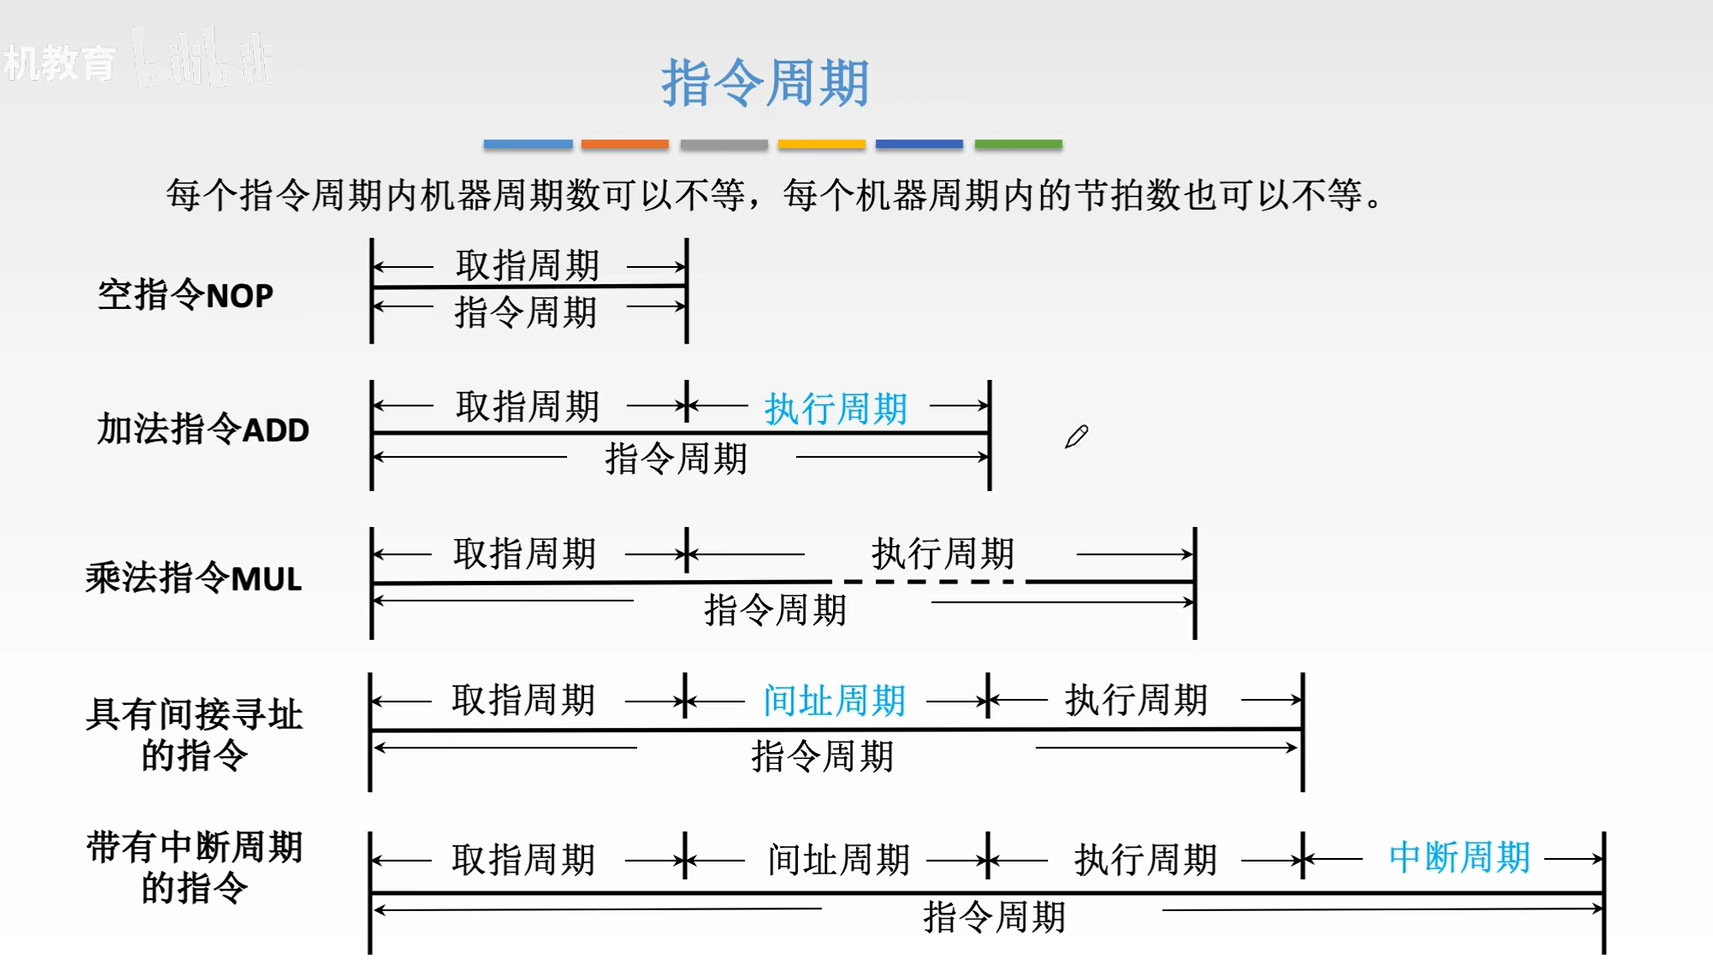 机教育 bilibili
指令周期
每个指令周期内机器周期数可以不等，每个机器周期内的节拍数也可以不等。
取指周期
空指令NOP
指令周期
取指周期 执行周期
加法指令ADD
指令周期
取指周期 执行周期
乘法指令MUL
指令周期
取指周期 间址周期 执行周期
具有间接寻址
的指令
指令周期
带有中断周期
的指令
取指周期 间址周期 执行周期 中断周期
指令周期